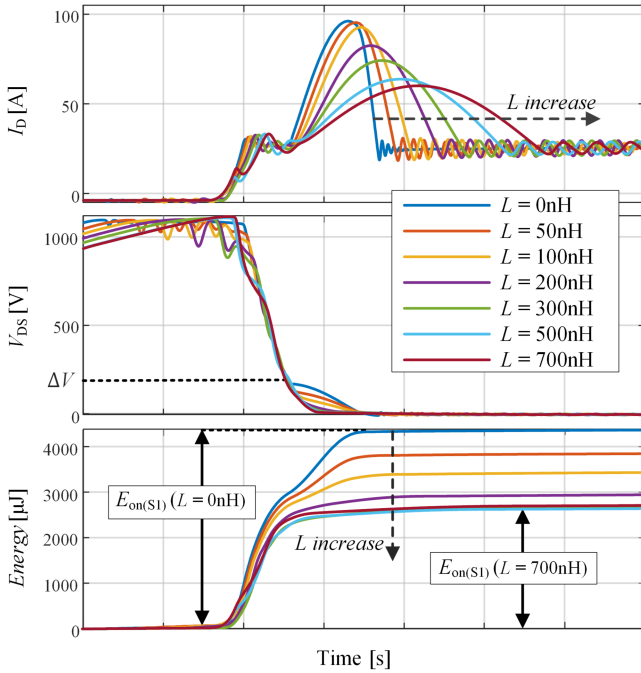 100
50
0
I_D [A]
L increase
L = 0nH
L = 50nH
L = 100nH
L = 200nH
L = 300nH
L = 500nH
L = 700nH
1000
500
0
V_DS [V]
ΔV
4000
3000
2000
1000
0
Energy [μJ]
E_on(S1) (L = 0nH)
L increase
E_on(S1) (L = 700nH)
Time [s]